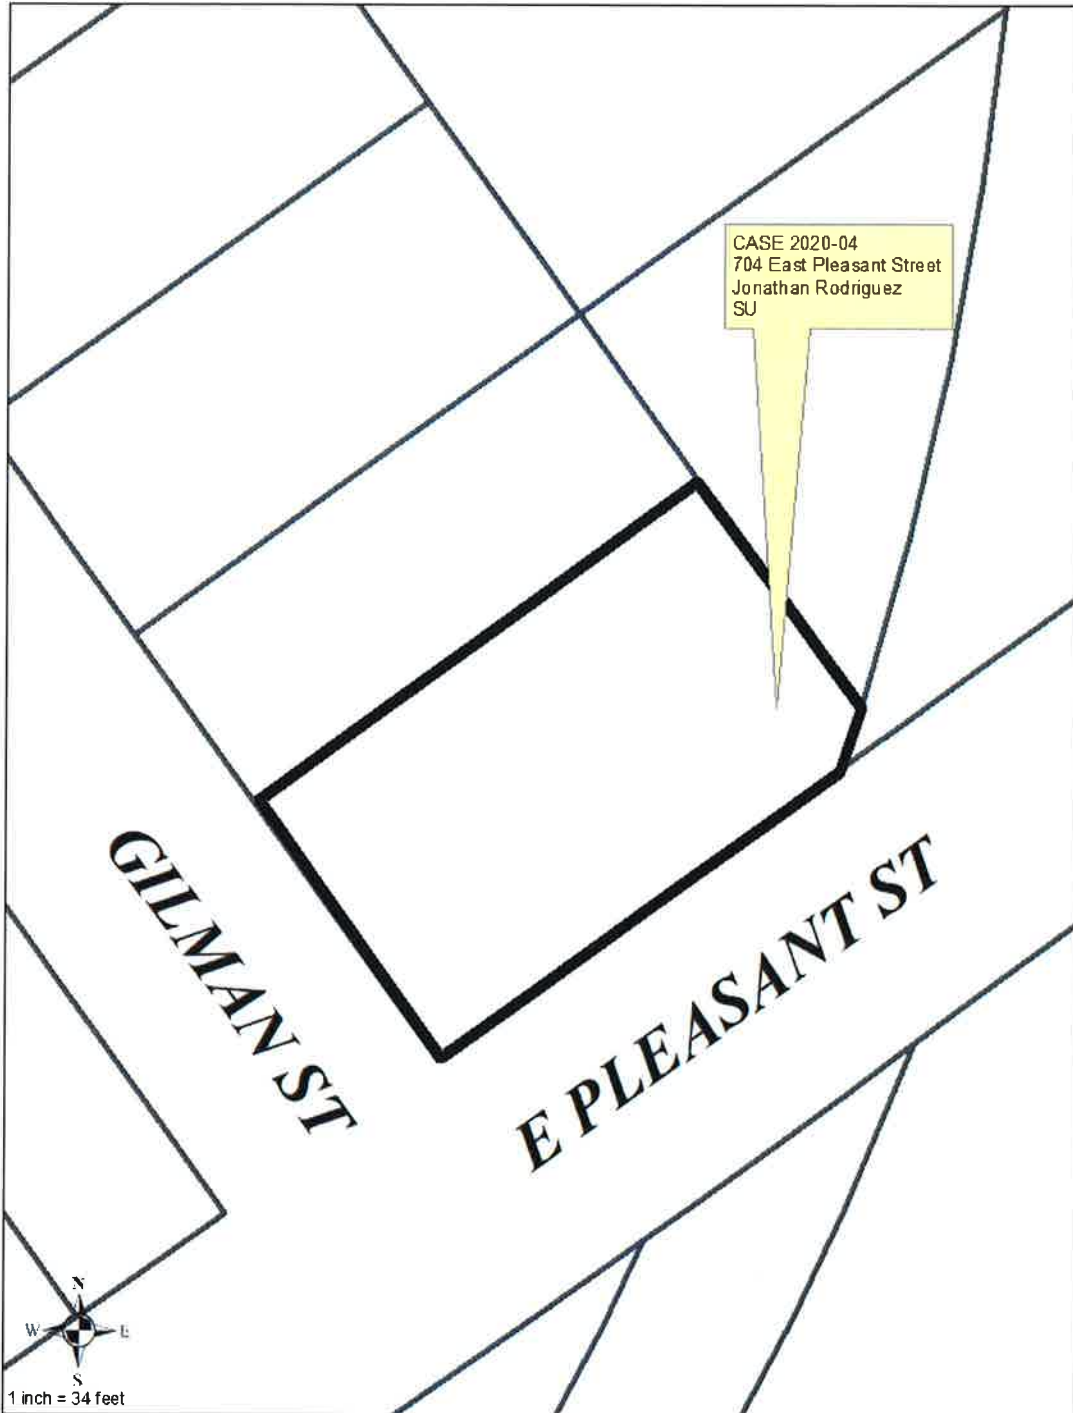 CASE 2020-04
704 East Pleasant Street
Jonathan Rodriguez
SU
GILMAN ST
E PLEASANT ST
N
W
E
S
1 inch = 34 feet